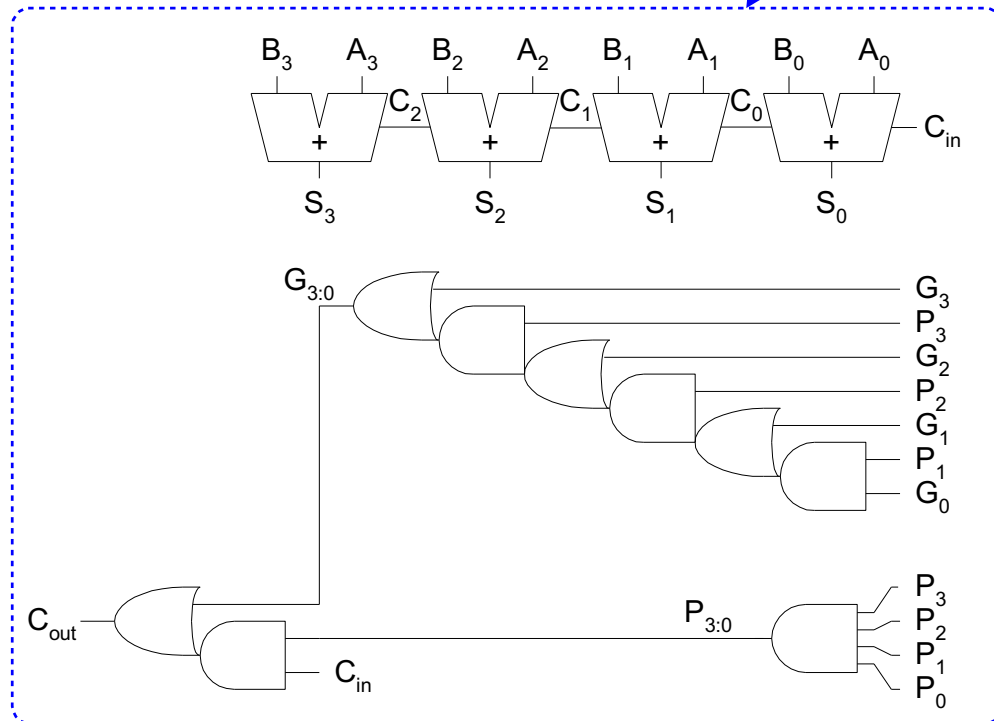 B3 A3 B2 A2 B1 A1 B0 A0
C2 C1 C0
+ + + + Cin
S3 S2 S1 S0
G3:0 G3
P3
G2
P2
G1
P1
G0
P3
Cout P3:0 P2
P1
Cin P0